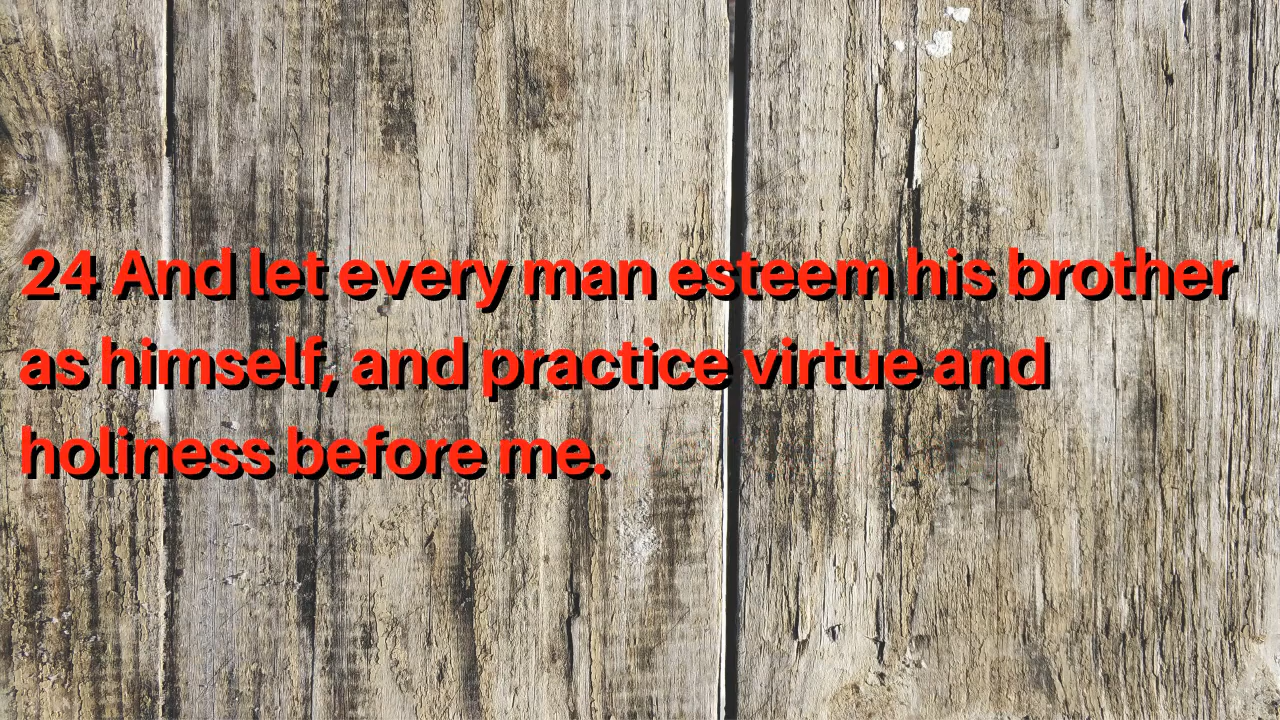 24 And let every man esteem his brother
as himself, and practice virtue and
holiness before me.